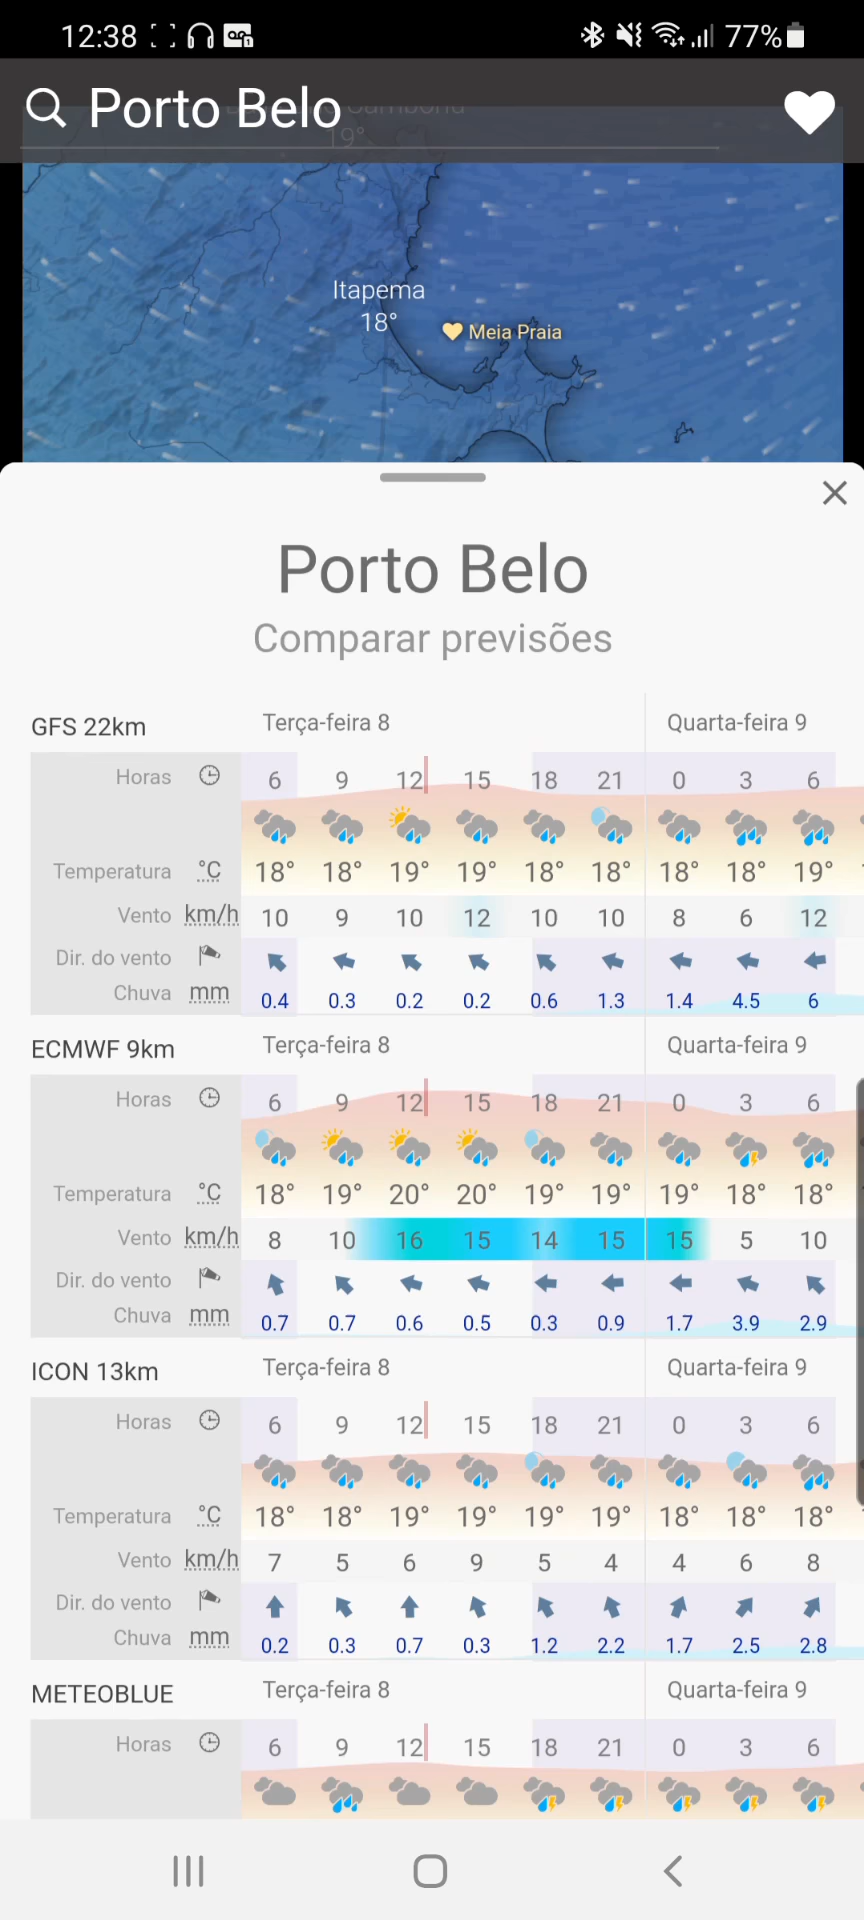 12:38 77%
Porto Belo
19°
Itapema
18°
Meia Praia
Porto Belo
Comparar previsões
GFS 22km Terça-feira 8 Quarta-feira 9
Horas 6 9 12 15 18 21 0 3 6
Temperatura °C 18° 18° 19° 19° 18° 18° 18° 18° 19°
Vento km/h 10 9 10 12 10 10 8 6 12
Dir. do vento
Chuva mm 0.4 0.3 0.2 0.2 0.6 1.3 1.4 4.5 6
ECMWF 9km Terça-feira 8 Quarta-feira 9
Horas 6 9 12 15 18 21 0 3 6
Temperatura °C 18° 19° 20° 20° 19° 19° 19° 18° 18°
Vento km/h 8 10 16 15 14 15 15 5 10
Dir. do vento
Chuva mm 0.7 0.7 0.6 0.5 0.3 0.9 1.7 3.9 2.9
ICON 13km Terça-feira 8 Quarta-feira 9
Horas 6 9 12 15 18 21 0 3 6
Temperatura °C 18° 18° 19° 19° 19° 19° 18° 18° 18°
Vento km/h 7 5 6 9 5 4 4 6 8
Dir. do vento
Chuva mm 0.2 0.3 0.7 0.3 1.2 2.2 1.7 2.5 2.8
METEOBLUE Terça-feira 8 Quarta-feira 9
Horas 6 9 12 15 18 21 0 3 6